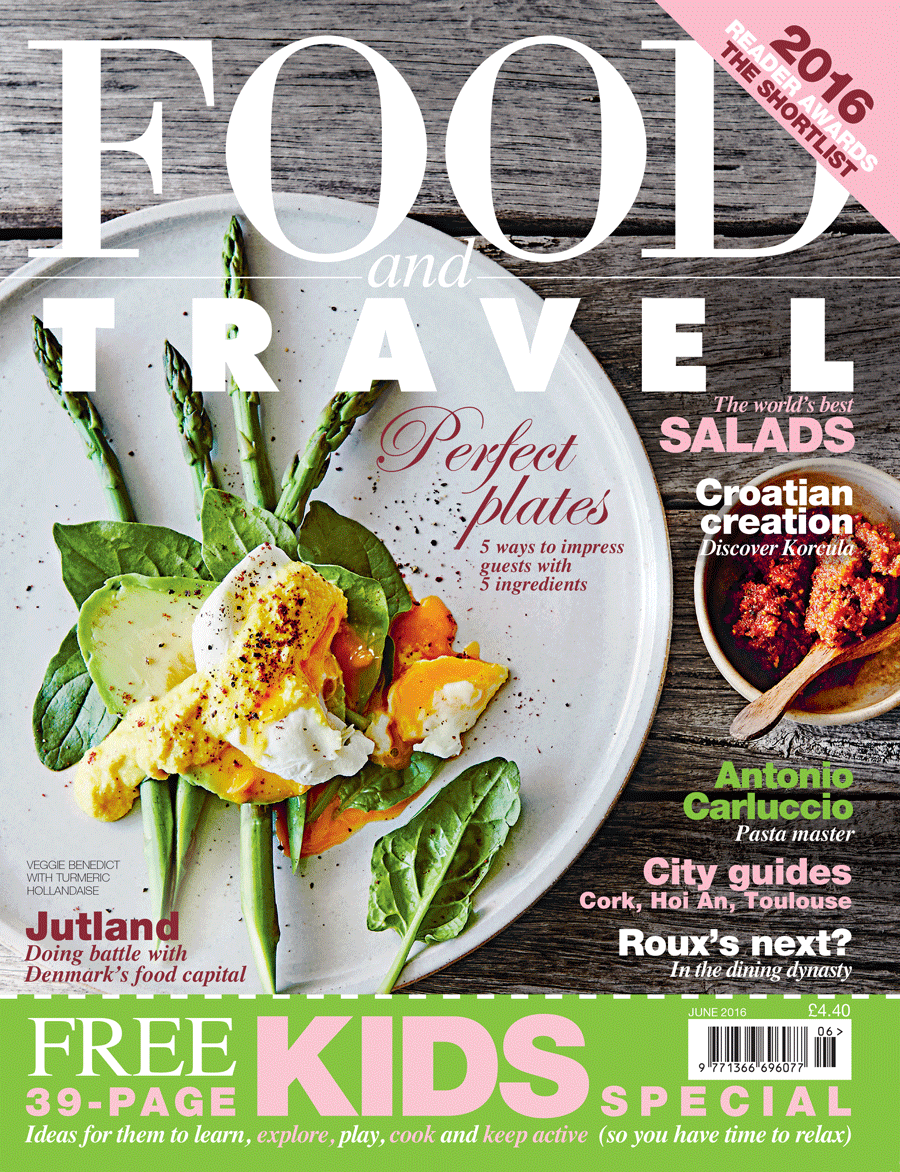 2016
READER AWARDS
THE SHORTLIST
FOOD
and
TRAVEL
The world's best
SALADS
Perfect
plates
5 ways to impress
guests with
5 ingredients
Croatian
creation
Discover Korcula
Antonio
Carluccio
Pasta master
City guides
Cork, Hoi An, Toulouse
Roux's next?
In the dining dynasty
VEGGIE BENEDICT
WITH TURMERIC
HOLLANDAISE
Jutland
Doing battle with
Denmark's food capital
JUNE 2016 £4.40
06 >
9 771366 696077
FREE KIDS
39-PAGE SPECIAL
Ideas for them to learn, explore, play, cook and keep active (so you have time to relax)